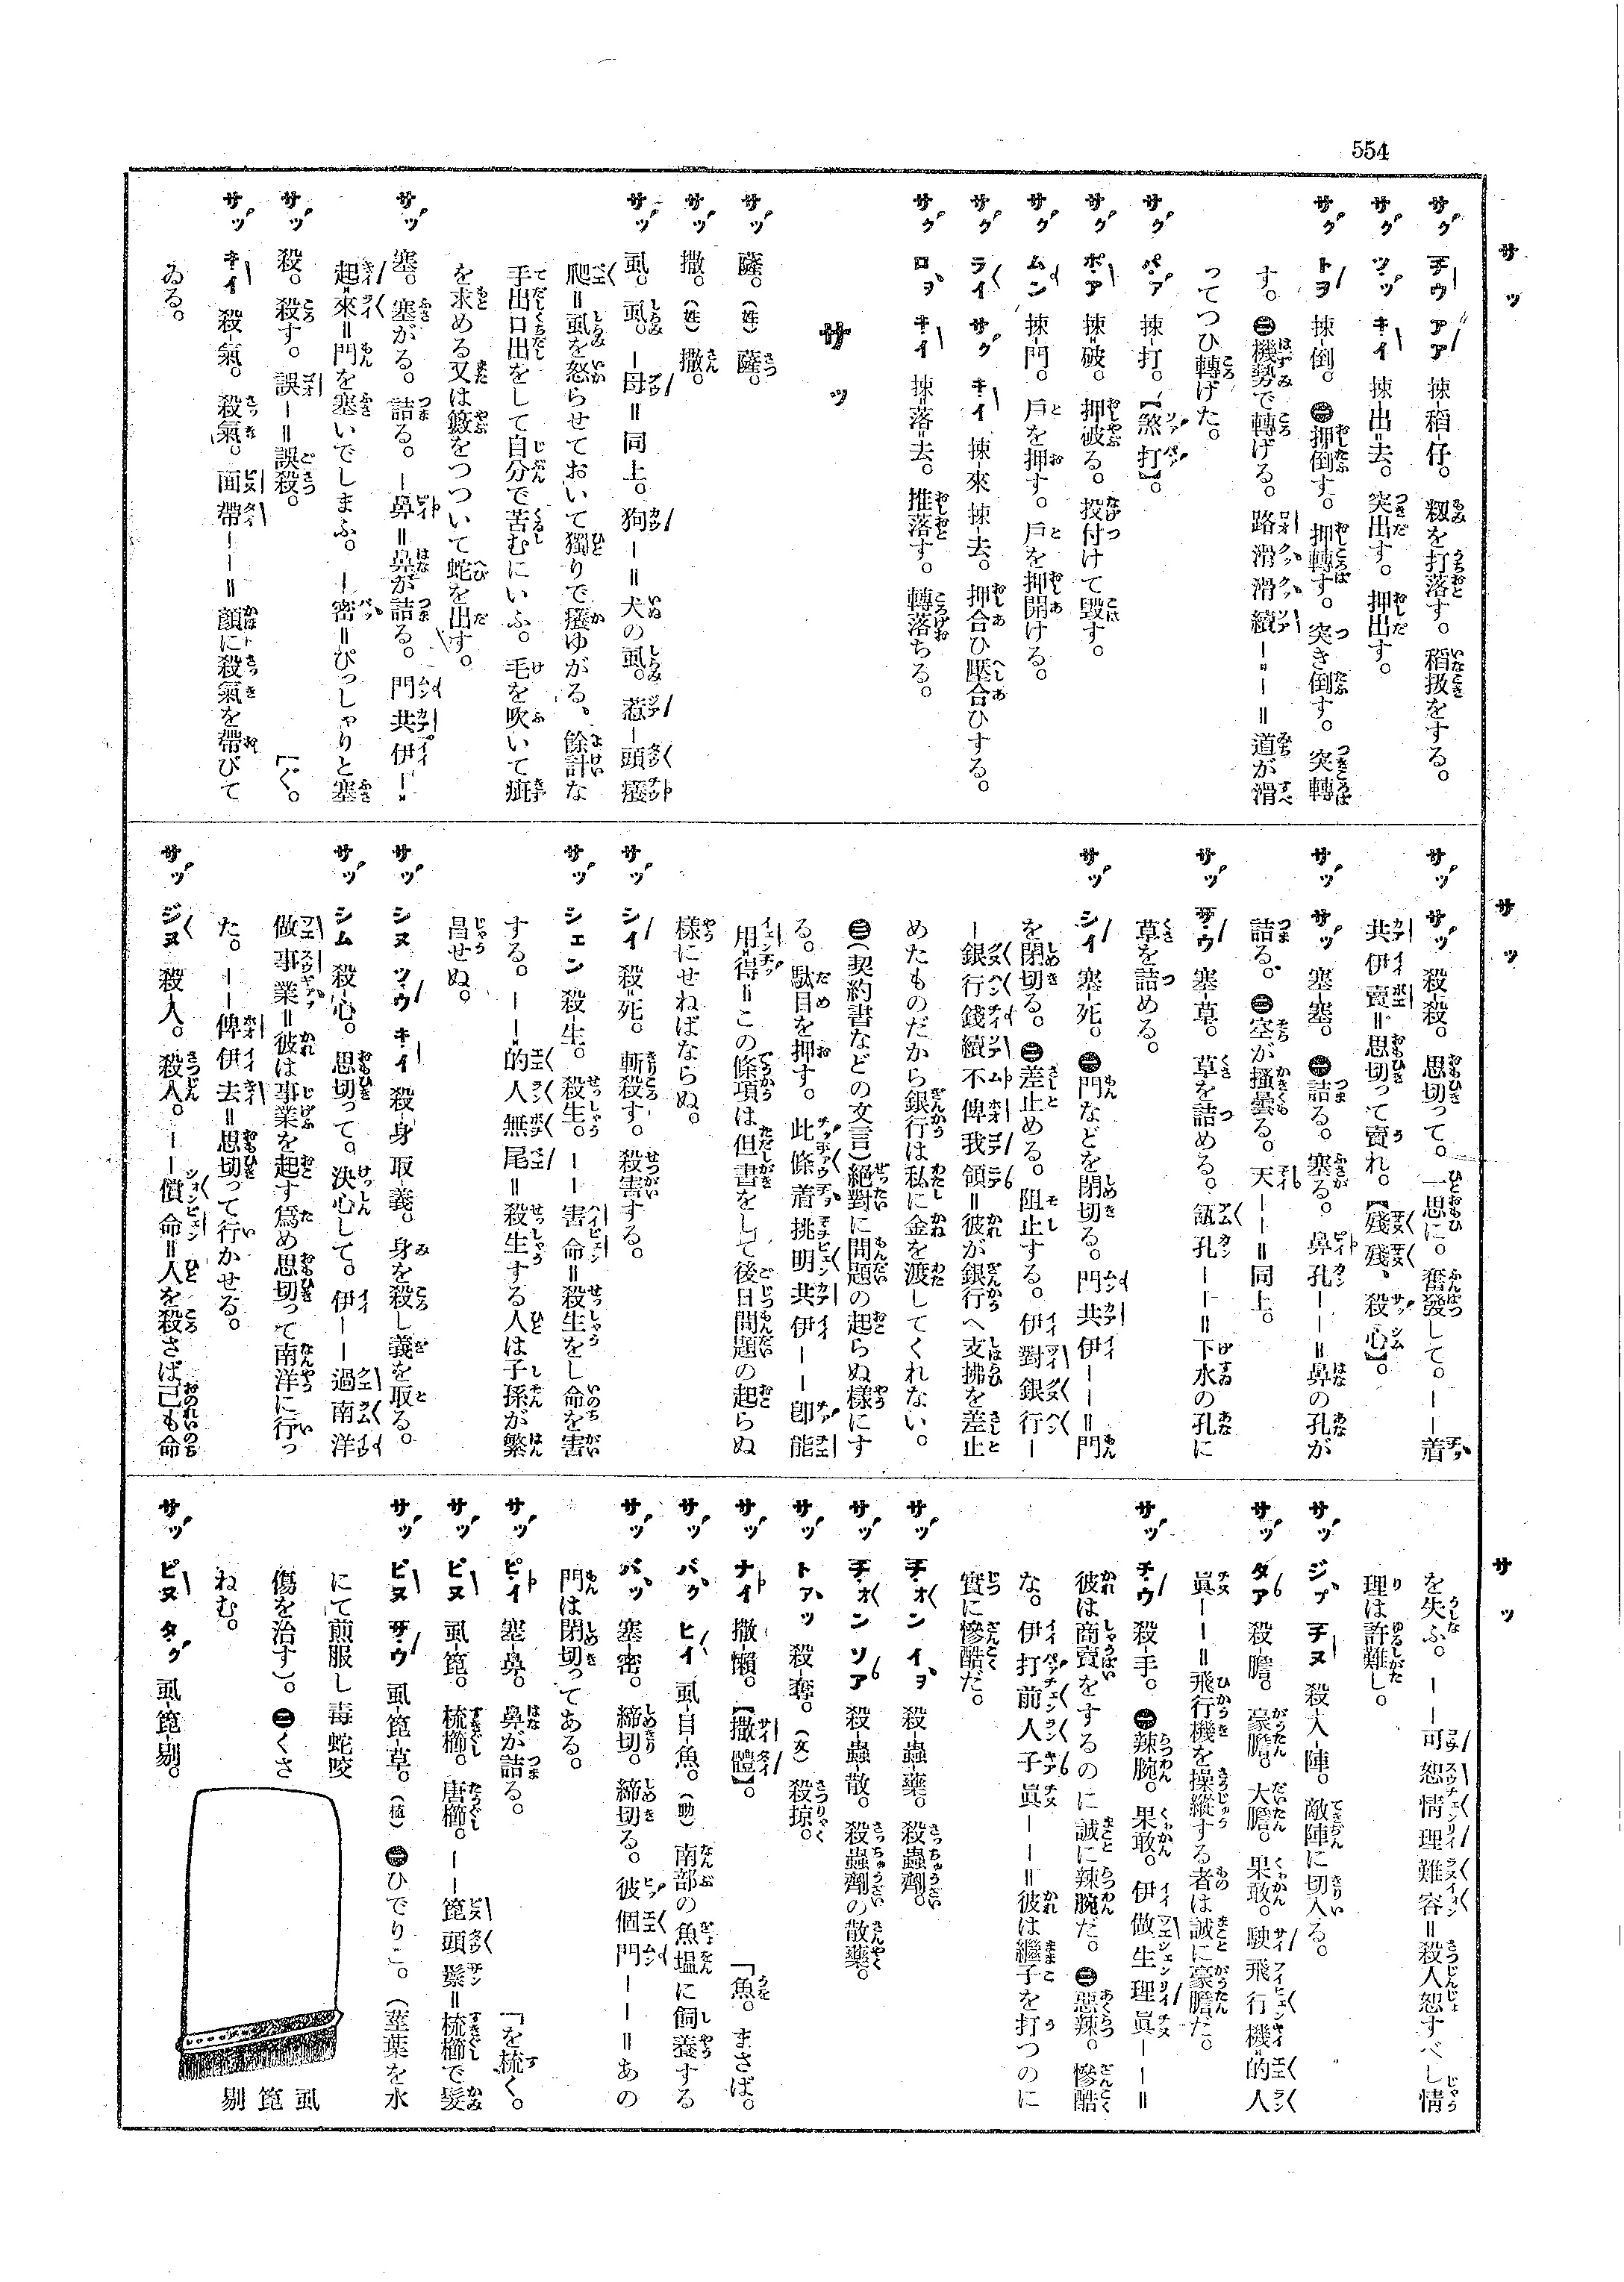 554
サッ
サク チウ アア 揀-稻-仔。籾を打落す。稻扱をする。
サク ツッ キイ 揀-出=去。突出す。押出す。
サク トヲ 揀-倒。㊀押倒す。押轉す。突き倒す。突轉
す。㊁機勢で轉げる。路滑滑續ー〃ー=道が滑
ってつひ轉げた。
サク パア 揀-打。【煞打】。
サク ポア 揀=破。押破る。投付けて毀す。
サク ムン 揀-門。戶を押す。戶を押開ける。
サク ライ サク キイ 揀-來 揀-去。押合ひ壓合ひする。
サク ロヲ キイ 揀=落=去。推落す。轉落ちる。
サッ
サッ 薩。(姓)薩。
サッ 撒。(姓)撒。
サッ 虱。虱。ー母=同上。狗ー=犬の虱。惹ー頭癢
爬=虱を怒らせておいて獨りで癢ゆがる、餘計な
手出口出をして自分で苦むにいふ。毛を吹いて疵
を求める又は籔をつついて蛇を出す。
サッ 塞。塞がる。詰る。ー鼻=鼻が詰る。門共伊ー〃
起〃來=門を塞いでしまふ。ー密=ぴっしゃりと塞
「ぐ。
サッ 殺。殺す。誤ー=誤殺。
サッ キイ 殺-氣。殺氣。面帶ーー=顏に殺氣を帶びて
ゐる。
サッ
サッ サッ 殺-殺。思切って。一思に。奮發して。ーー着
共伊賣=思切って賣れ。【殘殘、殺心】。
サッ サッ 塞-塞。㊀詰る。塞る。鼻孔ーー=鼻の孔が
詰る。㊁空が搔曇る。天ーー=同上。
サッ サウ 塞-草。草を詰める。ーー=下水の孔に
草を詰める。
サッ シイ 塞=死。㊀門などを閉切る。門共伊ーー=門
を閉切る。㊁差止める。阻止する。伊對銀行ー
ー銀行錢續不俾我領=彼が銀行へ支拂を差止
めたものだから銀行は私に金を渡してくれない。
㊂(契約書などの文言)絕對に問題の起らぬ樣にす
る。駄目を押す。此條着挑明共伊ーー卽能
用=得=この條項は但書をして後日問題の起らぬ
樣にせねばならぬ。
サッ シイ 殺=死。斬殺す。殺害する。
サッ シェン 殺-生。殺生。ーー害命=殺生をし命を害
する。ーー〃的人無尾=殺生する人は子孫が繁
昌せぬ。
サッ シヌ ツウ キイ 殺身取-義。身を殺し義を取る。
サッ シム 殺-心。思切って。決心して。伊ーー過南洋
做事業=彼は事業を起す爲め思切って南洋に行っ
た。ーー俾伊去=思切って行かせる。
サッ ジヌ 殺-人。殺人。ーー償命=人を殺さば己も命
サッ
を失ふ。ーー可恕情理難容=殺人恕すべし情
理は許難し。
サッ ジプ チヌ 殺-入-陣。敵陣に切入る。
サッ タア 殺-膽。豪膽。大膽。果敢。駛飛行機〃的人
眞ーー=飛行機を操縱する者は誠に豪膽だ。
サッ チウ 殺-手。㊀辣腕。果敢。伊做生理眞ーー=
彼は商賣をするのに誠に辣腕だ。㊁惡辣。慘酷
な。伊打前人子眞ーー=彼は繼子を打つのに
實に慘酷だ。
サッ チォン イヲ 殺-蟲-藥。殺蟲劑。
サッ チォン ソア 殺-蟲-散。殺蟲劑の散藥。
サッ トァッ 殺-奪。(文)殺掠。
サッ ナイ 撒-懶。【撒體】。
「魚。まさば。
サッ バク ヒイ 虱-目-魚。(動)南部の魚塭に飼養する
サッ バッ 塞-密。締切。締切る。彼個門ーー=あの
門は閉切ってある。
サッ ピイ 塞-鼻。鼻が詰る。
「を梳く。
サッ ピヌ 虱-箆。梳櫛。唐櫛。ーー箆頭鬃=梳櫛で髮
サッ ピヌ サウ 虱-箆-草。(植)㊀ひでりこ。(莖葉を水
にて煎服し毒蛇咬
傷を治す)。㊁くさ
ねむ。
サッ ピヌ タク 虱-箆-㓤。
虱箆㓤